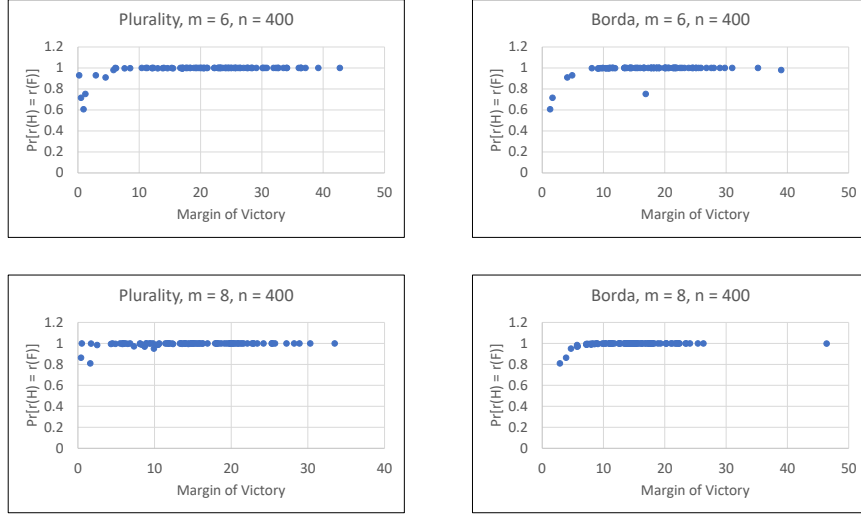 Plurality, m = 6, n = 400
Pr[r(H) = r(F)]
1.2
1
0.8
0.6
0.4
0.2
0
0 10 20 30 40 50
Margin of Victory
Borda, m = 6, n = 400
Pr[r(H) = r(F)]
1.2
1
0.8
0.6
0.4
0.2
0
0 10 20 30 40 50
Margin of Victory
Plurality, m = 8, n = 400
Pr[r(H) = r(F)]
1.2
1
0.8
0.6
0.4
0.2
0
0 10 20 30 40
Margin of Victory
Borda, m = 8, n = 400
Pr[r(H) = r(F)]
1.2
1
0.8
0.6
0.4
0.2
0
0 10 20 30 40 50
Margin of Victory